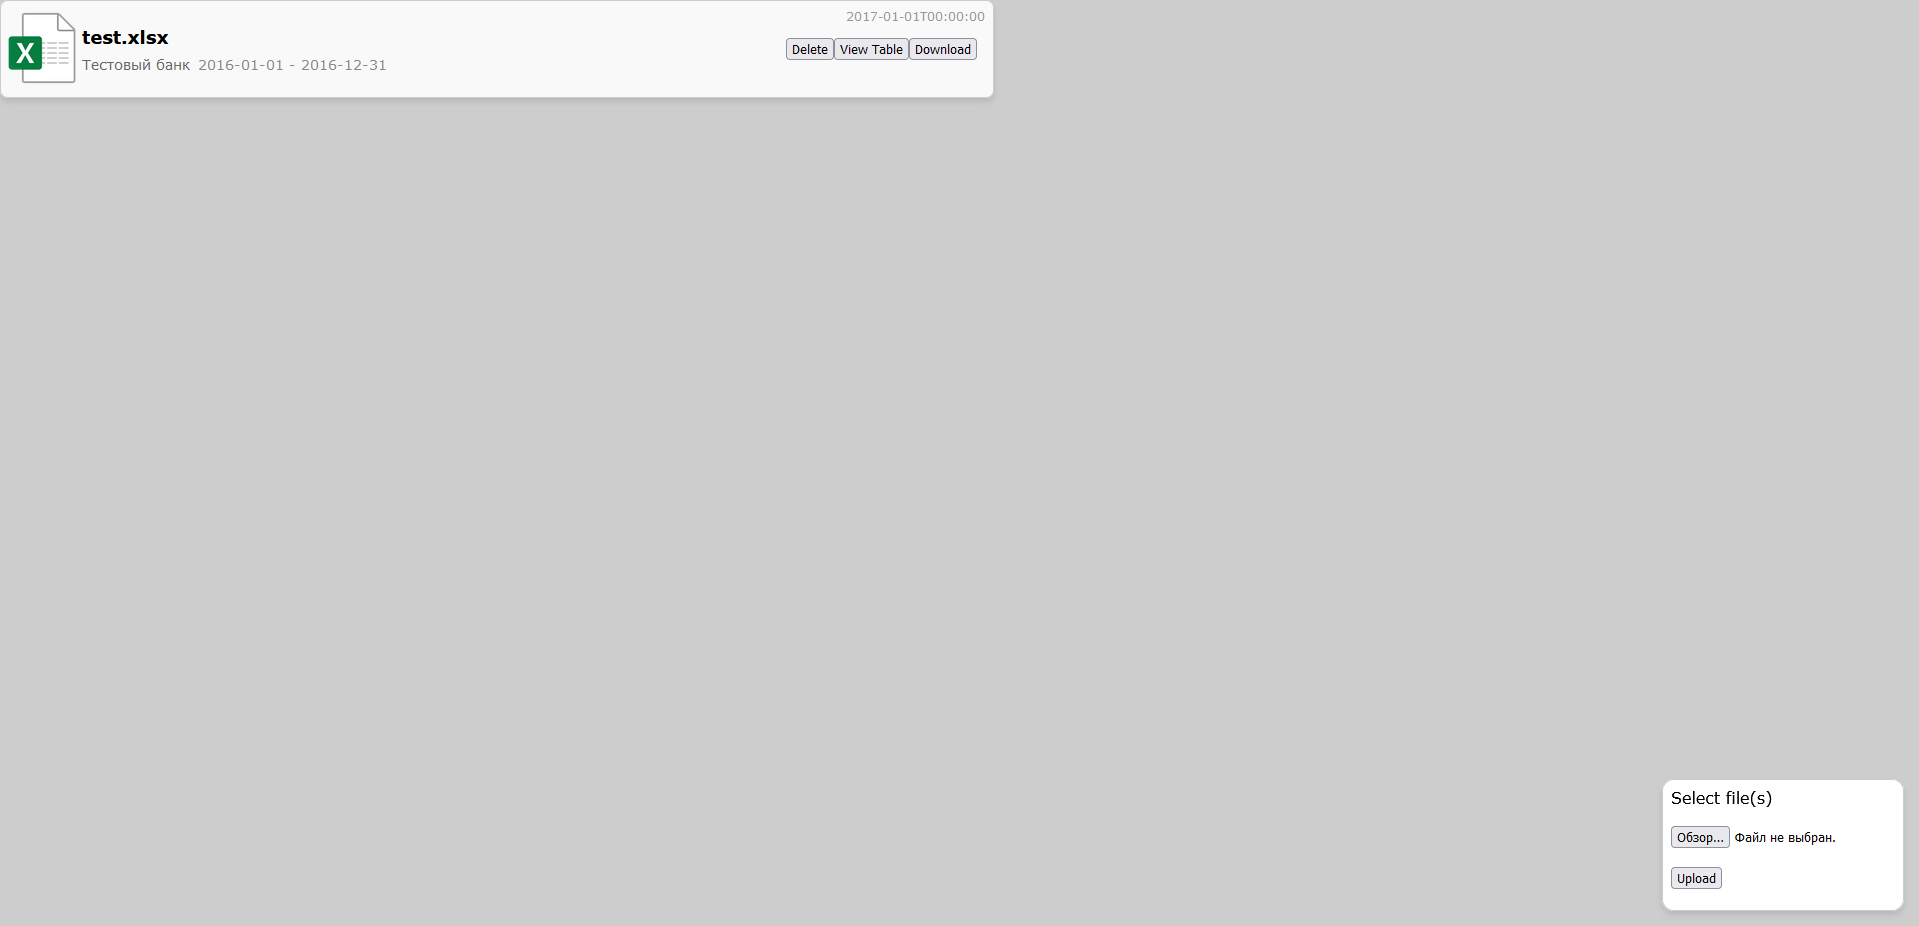 2017-01-01T00:00:00
X
test.xlsx
Delete View Table Download
Тестовый банк 2016-01-01 - 2016-12-31
Select file(s)
Обзор... Файл не выбран.
Upload